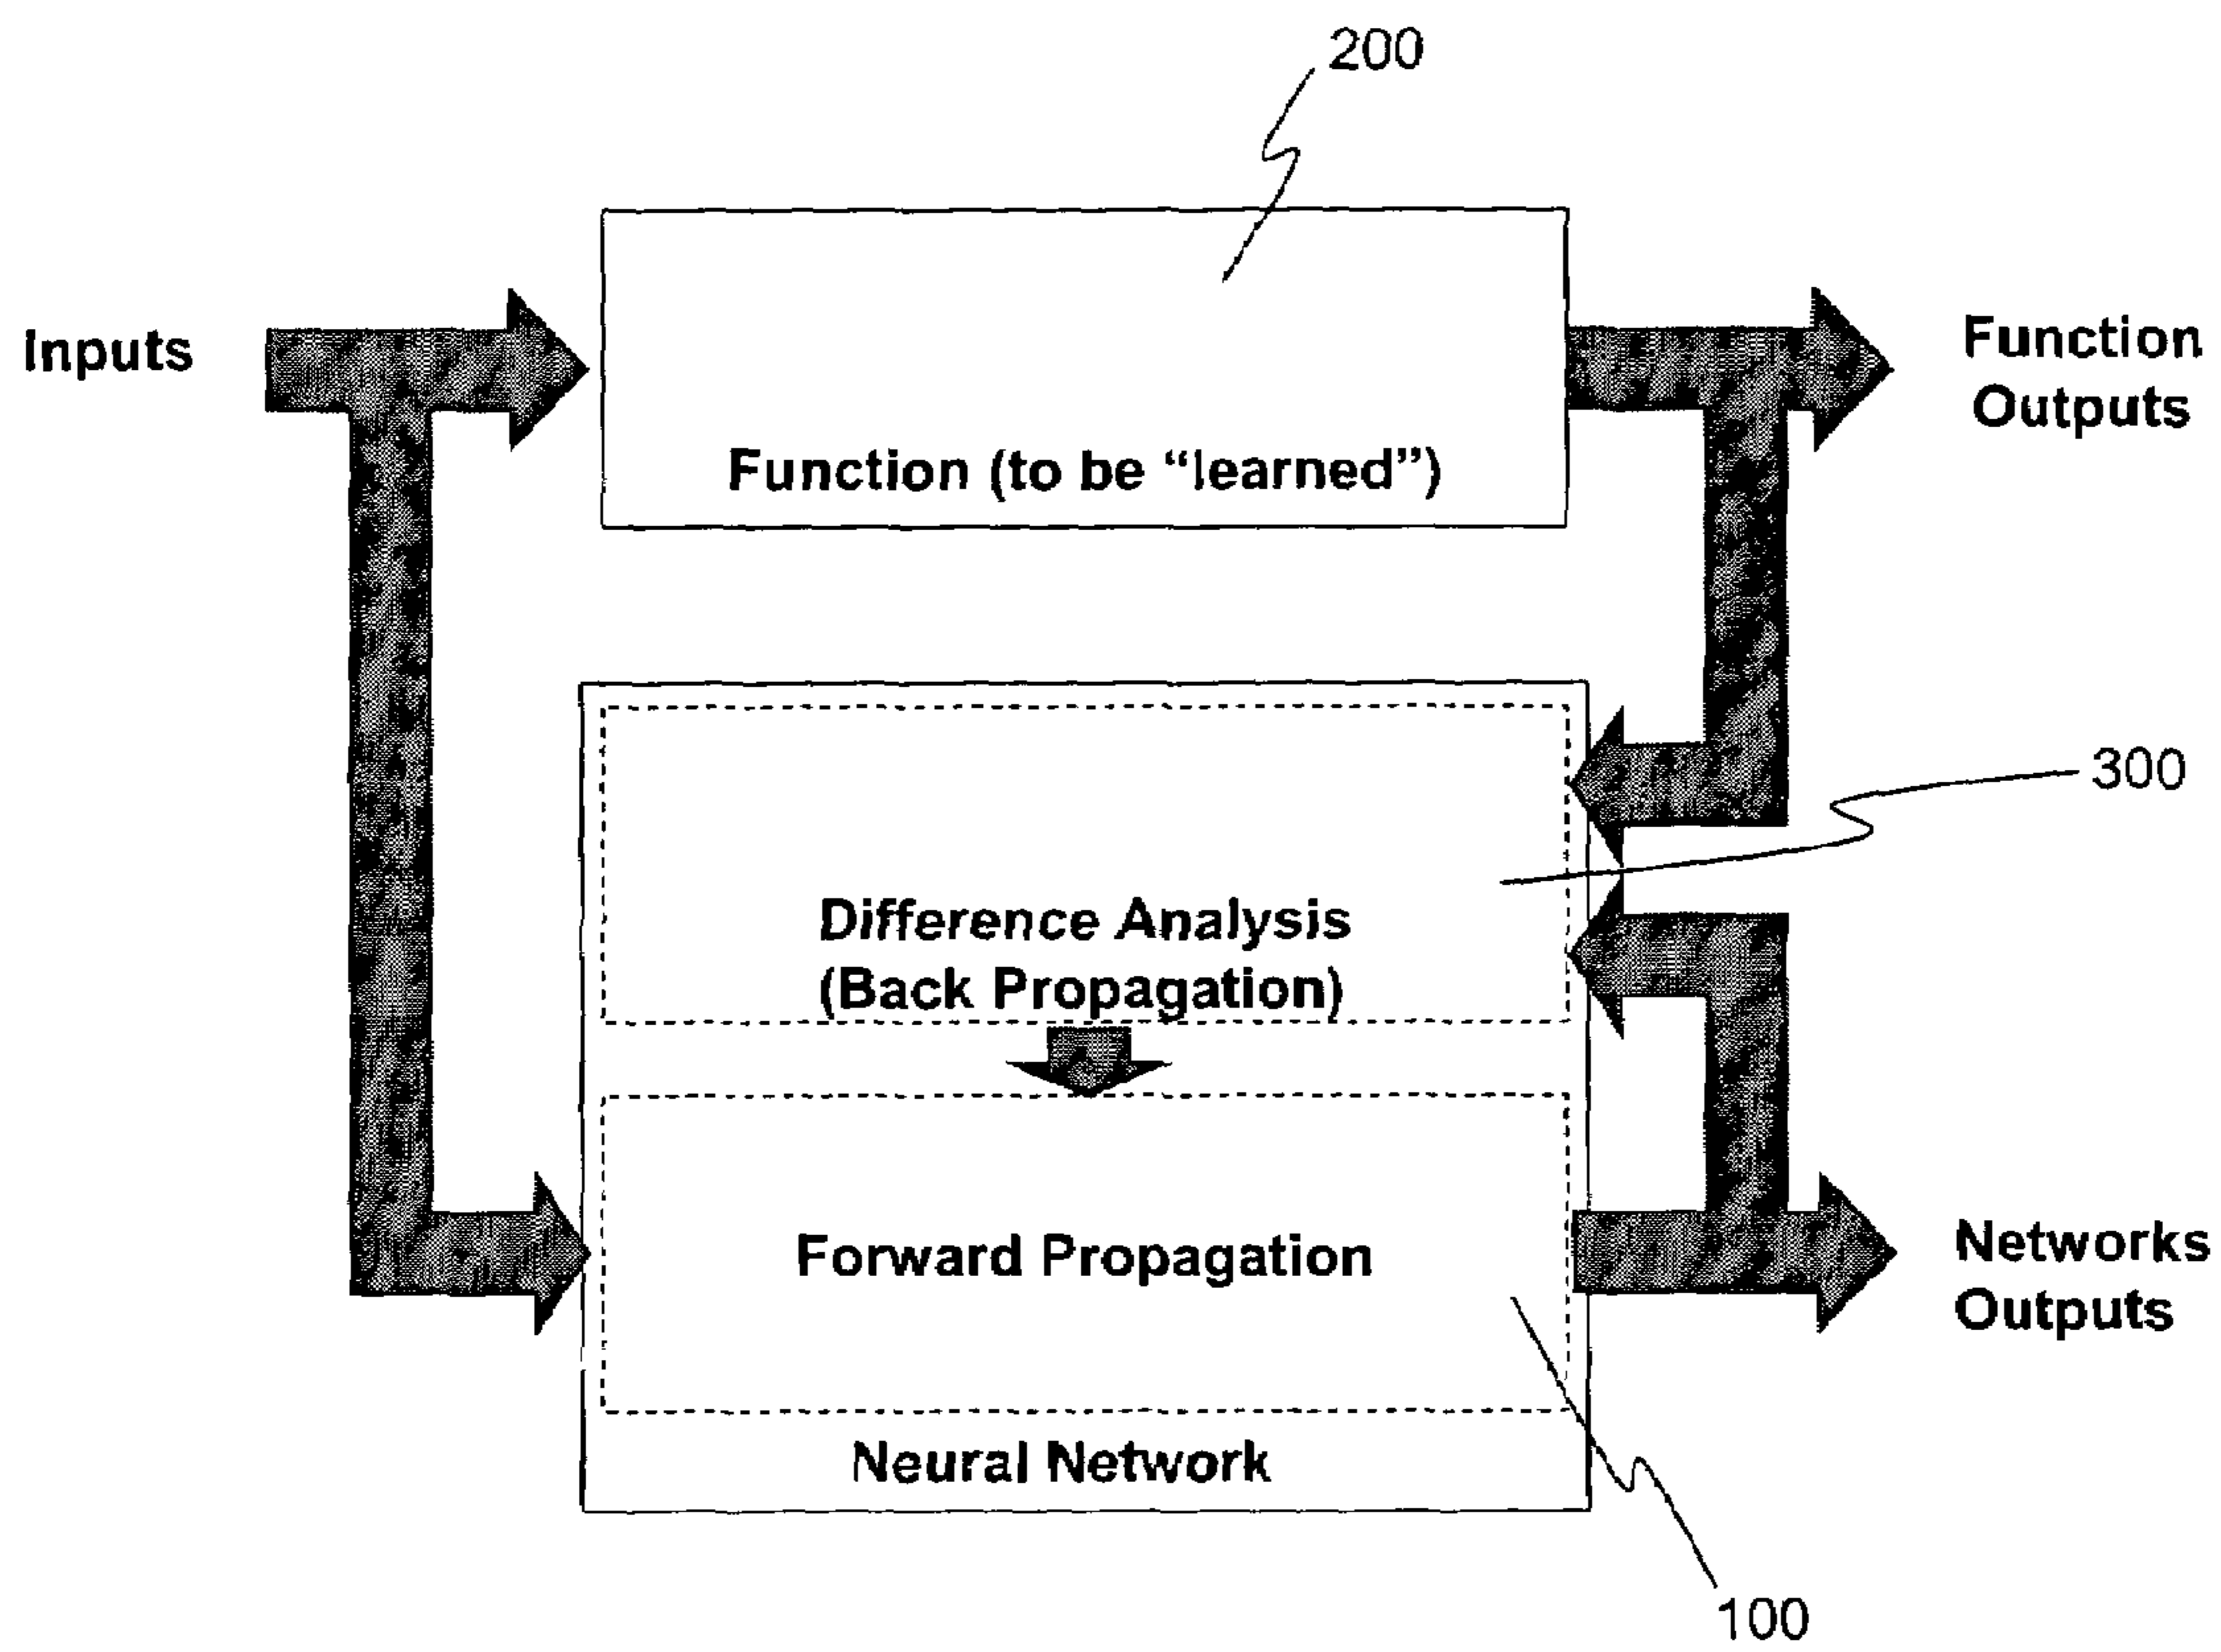 200
Inputs
Function
Outputs
Function (to be “learned”)
300
Difference Analysis
(Back Propagation)
Forward Propagation
Networks
Outputs
Neural Network
100